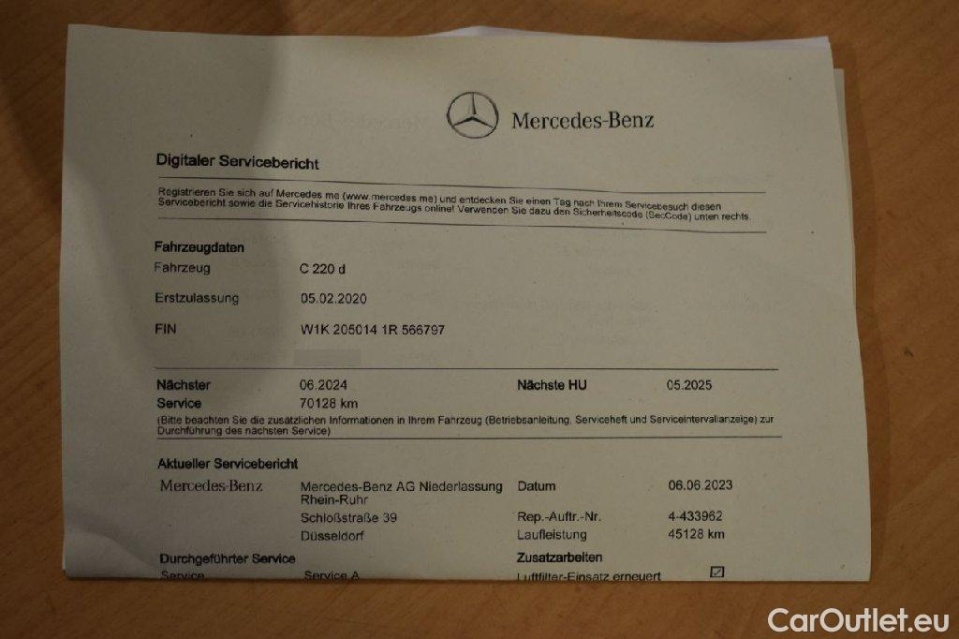 Mercedes-Benz
Digitaler Servicebericht
Registrieren Sie sich auf Mercedes me (www.mercedes.me) und entdecken Sie einen Tag nach Ihrem Servicebesuch diesen
Servicebericht sowie die Servicehistorie Ihres Fahrzeugs online! Verwenden Sie dazu den Sicherheitscode (SecCode) unten rechts.
Fahrzeugdaten
Fahrzeug C 220 d
Erstzulassung 05.02.2020
FIN W1K 205014 1R 566797
Nächster 06.2024 Nächste HU 05.2025
Service 70128 km
(Bitte beachten Sie die zusätzlichen Informationen in Ihrem Fahrzeug (Betriebsanleitung, Serviceheft und Serviceintervallanzeige) zur
Durchführung des nächsten Service)
Aktueller Servicebericht
Mercedes-Benz Mercedes-Benz AG Niederlassung Datum 06.06.2023
Rhein-Ruhr
Schloßstraße 39 Rep.-Auftr.-Nr. 4-433962
Düsseldorf Laufleistung 45128 km
Durchgeführter Service Zusatzarbeiten
Service Service A Luftfilter-Einsatz erneuert
CarOutlet.eu